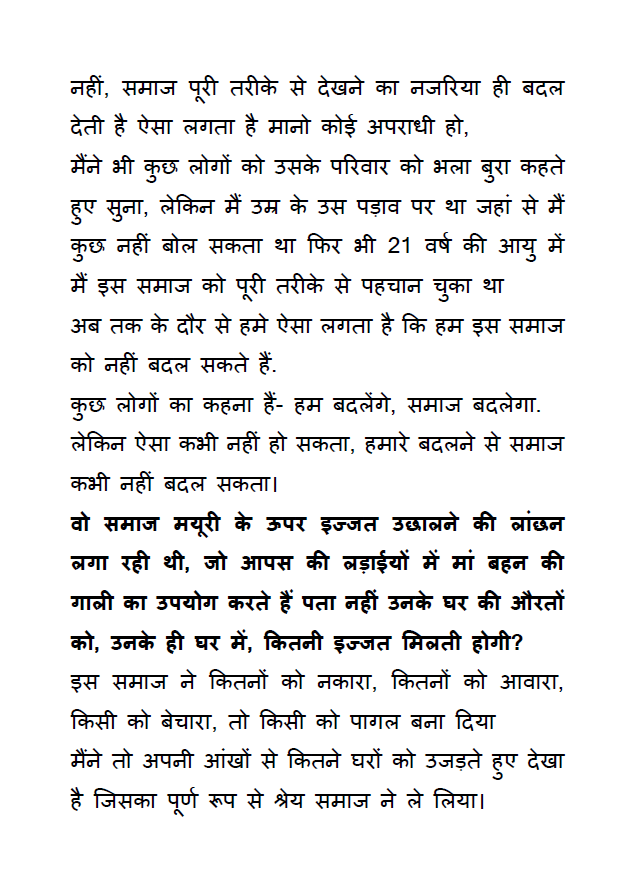 नहीं, समाज पूरी तरीके से देखने का नजरिया ही बदल
देती है ऐसा लगता है मानो कोई अपराधी हो,
मैंने भी कुछ लोगों को उसके परिवार को भला बुरा कहते
हुए सुना, लेकिन मैं उम्र के उस पड़ाव पर था जहां से मैं
कुछ नहीं बोल सकता था फिर भी 21 वर्ष की आयु में
मैं इस समाज को पूरी तरीके से पहचान चुका था
अब तक के दौर से हमे ऐसा लगता है कि हम इस समाज
को नहीं बदल सकते हैं.
कुछ लोगों का कहना हैं- हम बदलेंगे, समाज बदलेगा.
लेकिन ऐसा कभी नहीं हो सकता, हमारे बदलने से समाज
कभी नहीं बदल सकता।
वो समाज मयूरी के ऊपर इज्जत उछालने की लांछन
लगा रही थी, जो आपस की लड़ाईयों में मां बहन की
गाली का उपयोग करते हैं पता नहीं उनके घर की औरतों
को, उनके ही घर में, कितनी इज्जत मिलती होगी?
इस समाज ने कितनों को नकारा, कितनों को आवारा,
किसी को बेचारा, तो किसी को पागल बना दिया
मैंने तो अपनी आंखों से कितने घरों को उजड़ते हुए देखा
है जिसका पूर्ण रूप से श्रेय समाज ने ले लिया।